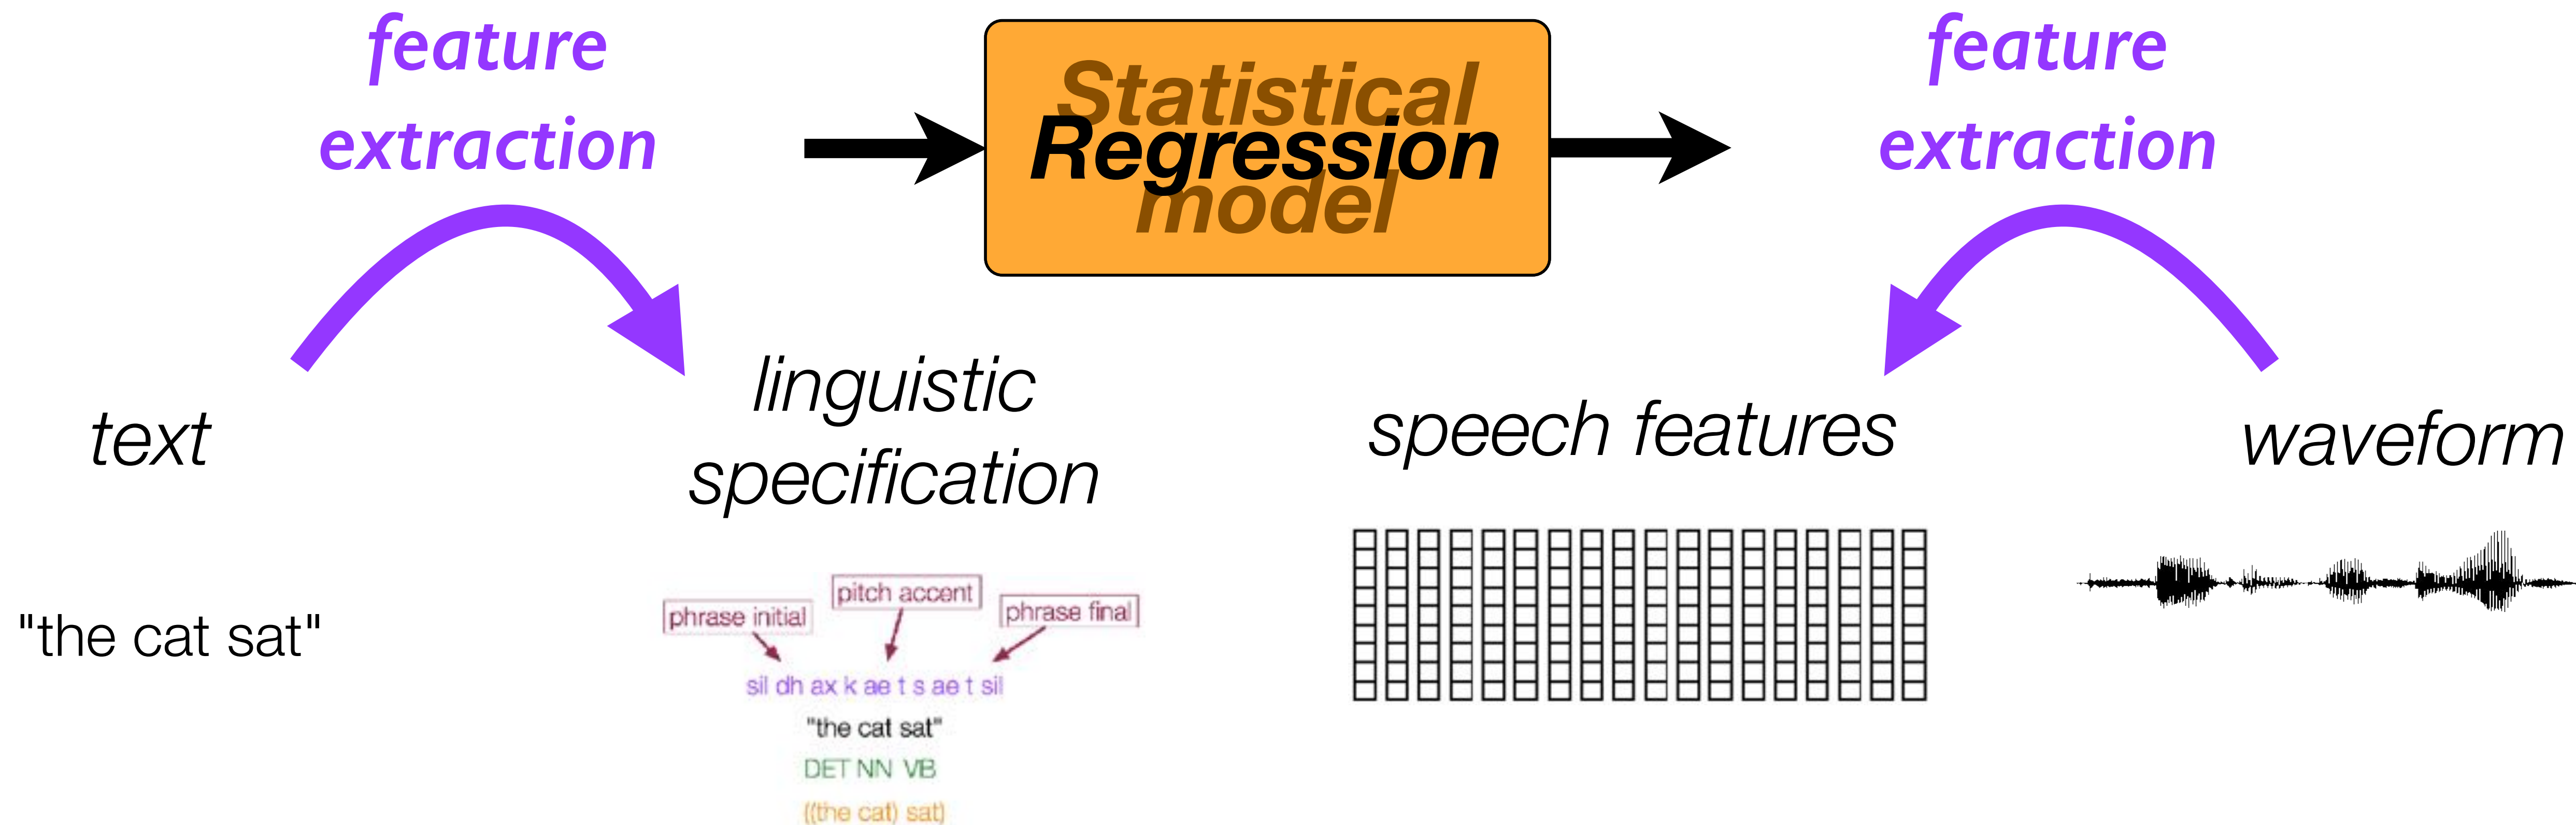 feature
extraction
Statistical
Regression
model
feature
extraction
text
linguistic
specification
speech features
waveform
"the cat sat"
phrase initial
pitch accent
phrase final
sil dh ax k ae t s ae t sil
"the cat sat"
DET NN VB
((the cat) sat)